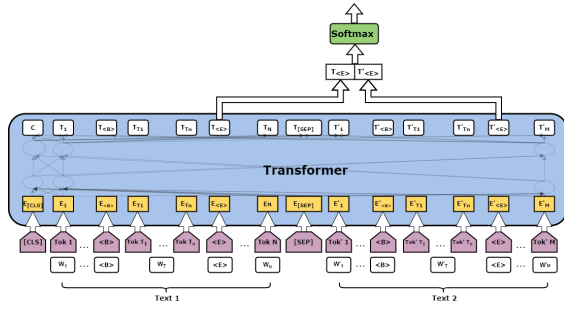 Softmax
T<E> T'<E>
C T1 T<B> TT1 TTn T<E> TN T[SEP] T'1 T'<B> T'T1 T'Tn T'<E> T'M
Transformer
E[CLS] E1 E<B> ET1 ETn E<E> EN E[SEP] E'1 E'<B> E'T1 E'Tn E'<E> E'M
[CLS] Tok 1 ... <B> Tok T1 ... Tok Tn <E> ... Tok N [SEP] Tok' 1 ... <B> Tok' T1 ... Tok' Tn <E> ... Tok' M
W1 ... <B> WT <E> ... WN W'1 ... <B> W'T <E> ... W'M
Text 1 Text 2